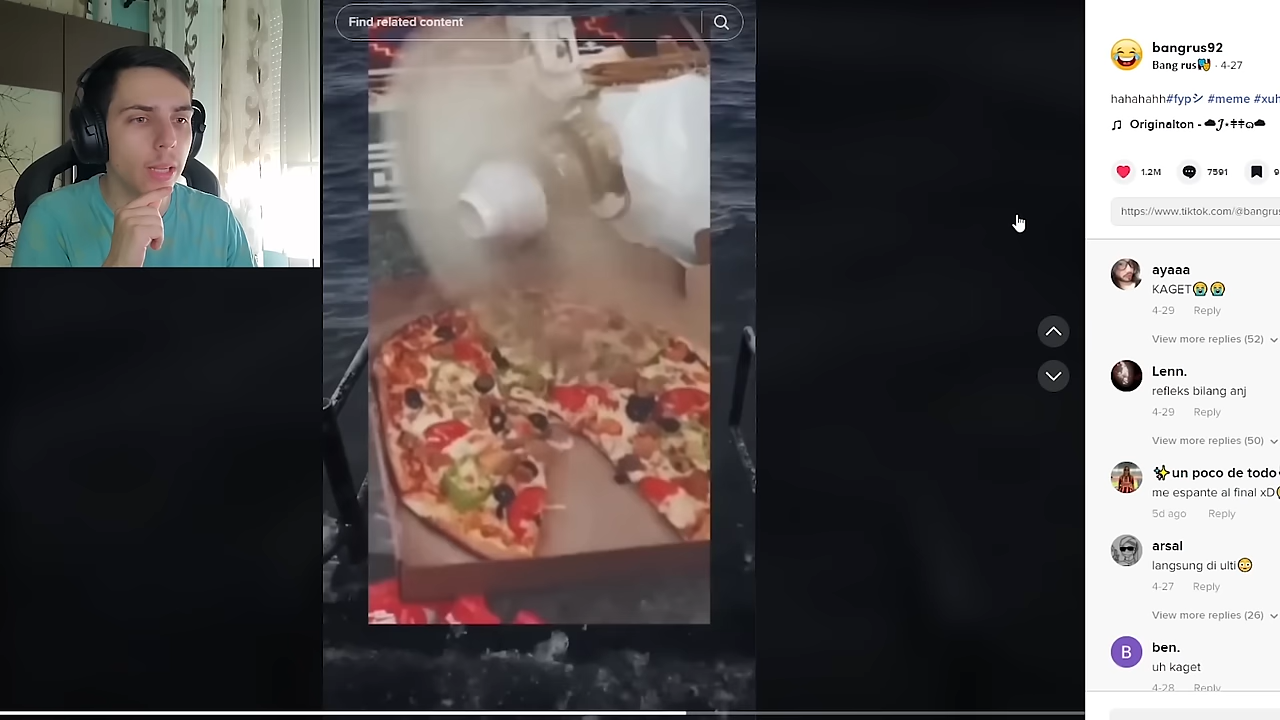 Find related content
bangrus92
Bang rus · 4-27
hahahahh#fypシ #meme #xuh
Originalton -
1.2M
7591
9
https://www.tiktok.com/@bangru
ayaaa
KAGET😭😭
4-29 Reply
View more replies (52)
Lenn.
refleks bilang anj
4-29 Reply
View more replies (50)
✨un poco de todo
me espante al final xD
5d ago Reply
arsal
langsung di ulti😳
4-27 Reply
View more replies (26)
B
ben.
uh kaget
4-28 Reply